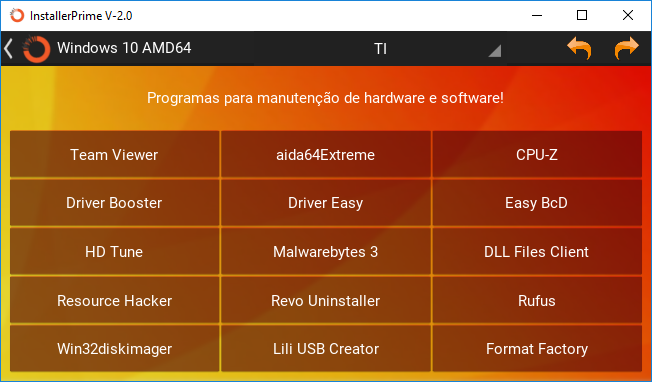 InstallerPrime V-2.0
Windows 10 AMD64 TI
Programas para manutenção de hardware e software!
Team Viewer aida64Extreme CPU-Z
Driver Booster Driver Easy Easy BcD
HD Tune Malwarebytes 3 DLL Files Client
Resource Hacker Revo Uninstaller Rufus
Win32diskimager Lili USB Creator Format Factory